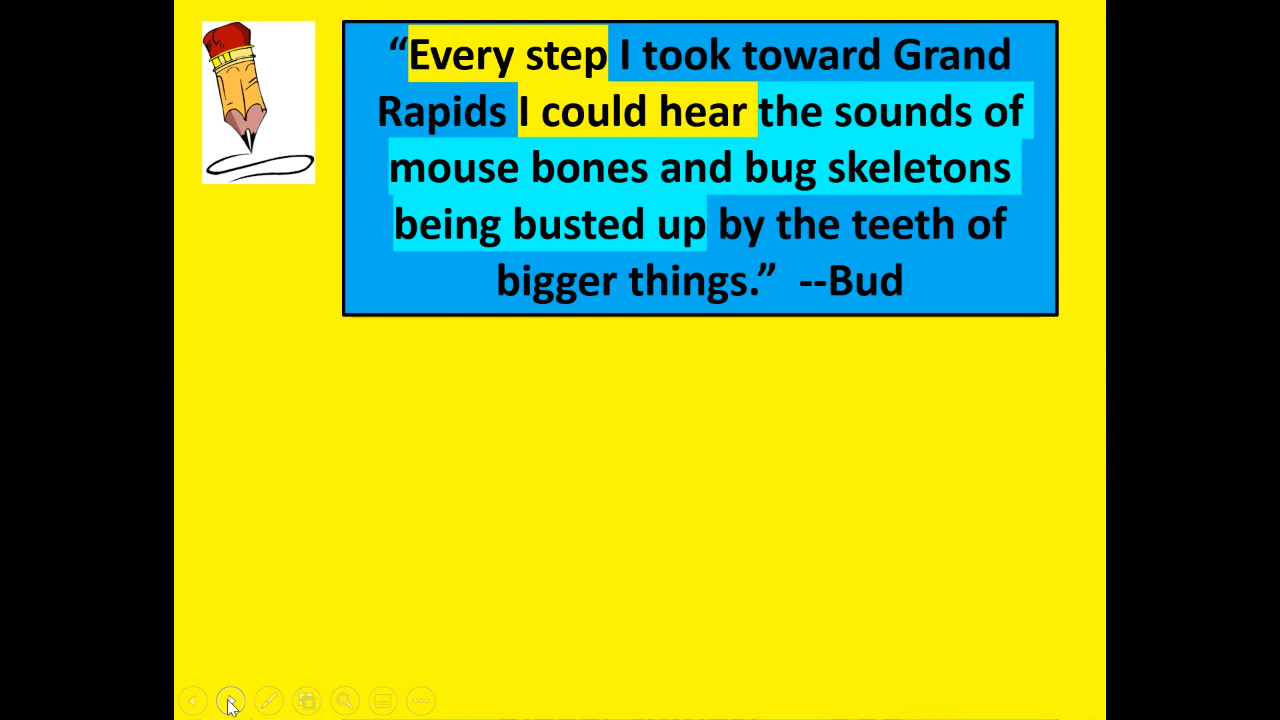 “Every step I took toward Grand
Rapids I could hear the sounds of
mouse bones and bug skeletons
being busted up by the teeth of
bigger things.”  --Bud